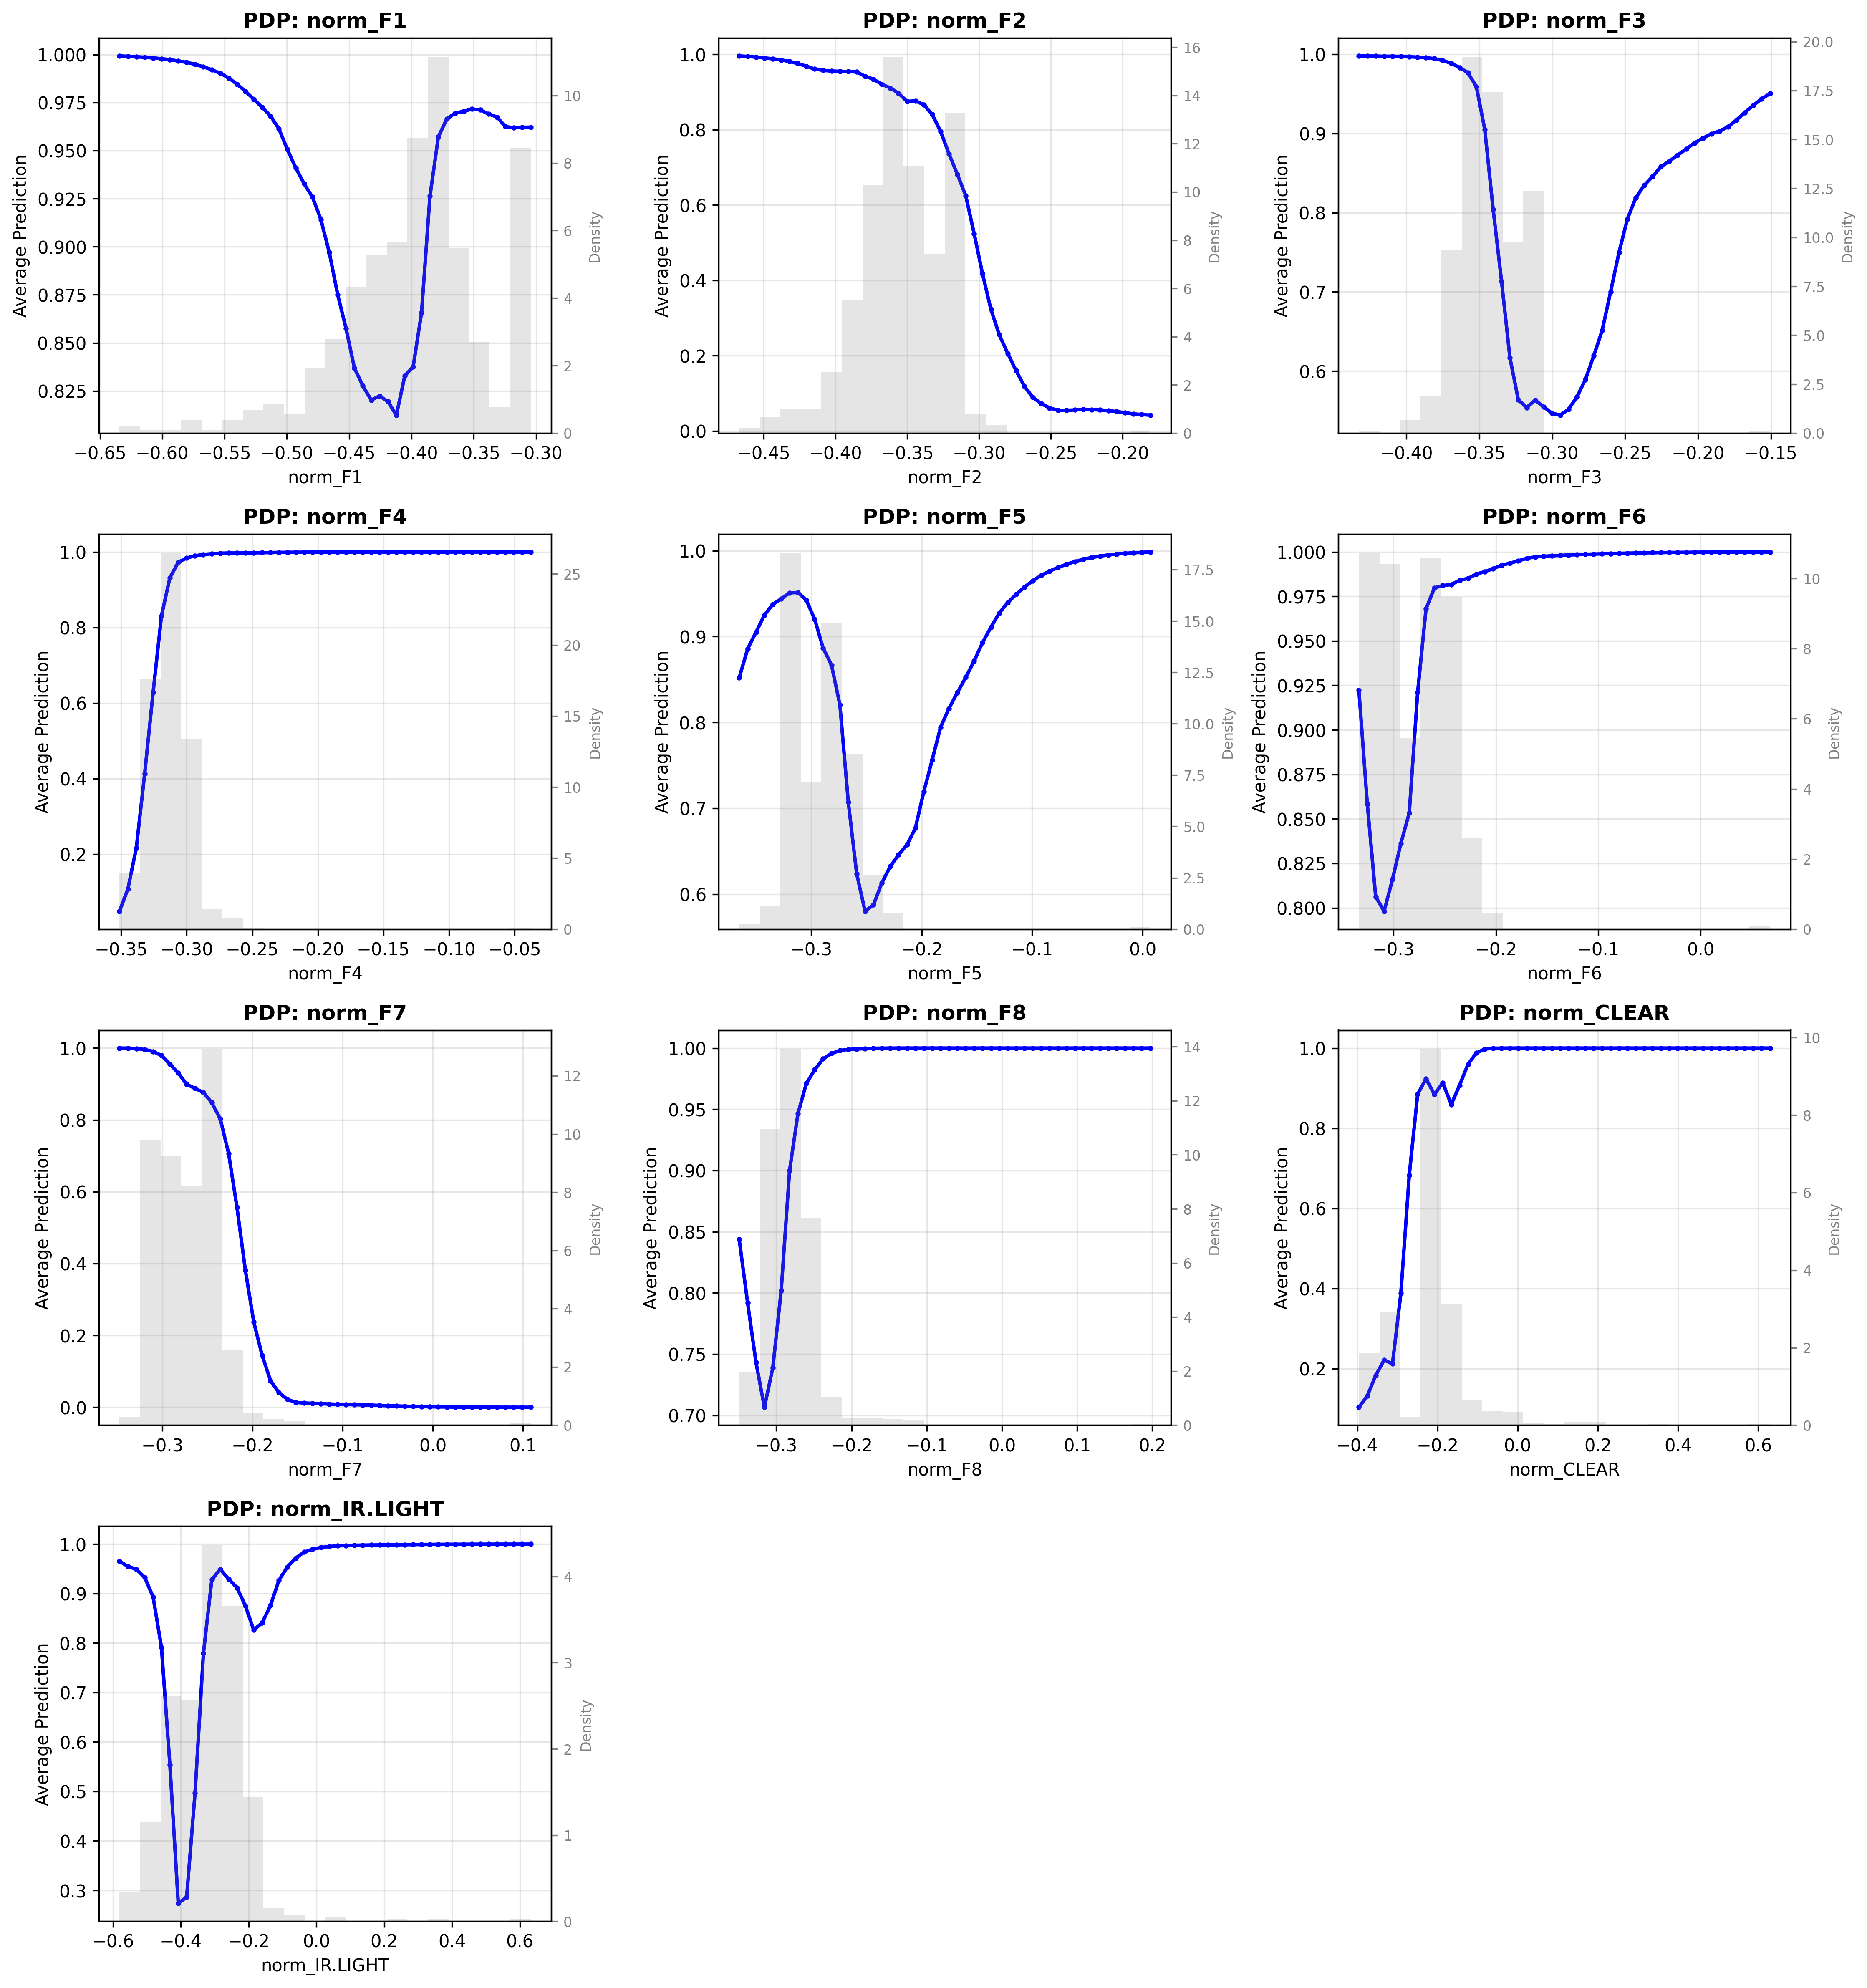 PDP: norm_F1
1.000
0.975
0.950
0.925
0.900
0.875
0.850
0.825
Average Prediction
10
8
6
4
2
0
Density
−0.65 −0.60 −0.55 −0.50 −0.45 −0.40 −0.35 −0.30
norm_F1
PDP: norm_F2
1.0
0.8
0.6
0.4
0.2
0.0
Average Prediction
16
14
12
10
8
6
4
2
0
Density
−0.45 −0.40 −0.35 −0.30 −0.25 −0.20
norm_F2
PDP: norm_F3
1.0
0.9
0.8
0.7
0.6
Average Prediction
20.0
17.5
15.0
12.5
10.0
7.5
5.0
2.5
0.0
Density
−0.40 −0.35 −0.30 −0.25 −0.20 −0.15
norm_F3
PDP: norm_F4
1.0
0.8
0.6
0.4
0.2
Average Prediction
25
20
15
10
5
0
Density
−0.35 −0.30 −0.25 −0.20 −0.15 −0.10 −0.05
norm_F4
PDP: norm_F5
1.0
0.9
0.8
0.7
0.6
Average Prediction
17.5
15.0
12.5
10.0
7.5
5.0
2.5
0.0
Density
−0.3 −0.2 −0.1 0.0
norm_F5
PDP: norm_F6
1.000
0.975
0.950
0.925
0.900
0.875
0.850
0.825
0.800
Average Prediction
10
8
6
4
2
0
Density
−0.3 −0.2 −0.1 0.0
norm_F6
PDP: norm_F7
1.0
0.8
0.6
0.4
0.2
0.0
Average Prediction
12
10
8
6
4
2
0
Density
−0.3 −0.2 −0.1 0.0 0.1
norm_F7
PDP: norm_F8
1.00
0.95
0.90
0.85
0.80
0.75
0.70
Average Prediction
14
12
10
8
6
4
2
0
Density
−0.3 −0.2 −0.1 0.0 0.1 0.2
norm_F8
PDP: norm_CLEAR
1.0
0.8
0.6
0.4
0.2
Average Prediction
10
8
6
4
2
0
Density
−0.4 −0.2 0.0 0.2 0.4 0.6
norm_CLEAR
PDP: norm_IR.LIGHT
1.0
0.9
0.8
0.7
0.6
0.5
0.4
0.3
Average Prediction
4
3
2
1
0
Density
−0.6 −0.4 −0.2 0.0 0.2 0.4 0.6
norm_IR.LIGHT